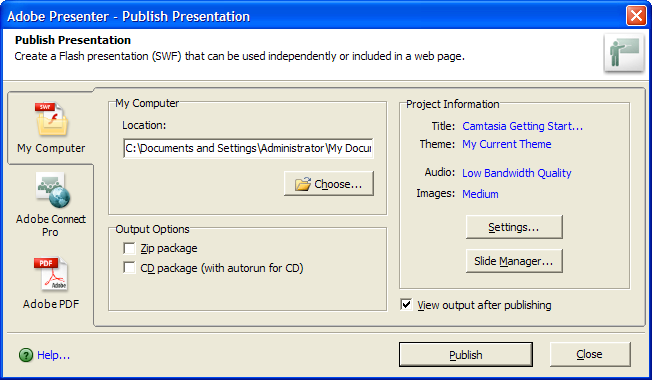 Adobe Presenter - Publish Presentation
Publish Presentation
Create a Flash presentation (SWF) that can be used independently or included in a web page.
SWF
My Computer
Adobe Connect
Pro
PDF
Adobe
Adobe PDF
My Computer
Location:
C:\Documents and Settings\Administrator\My Docur
Choose...
Output Options
Zip package
CD package (with autorun for CD)
Project Information
Title: Camtasia Getting Start...
Theme: My Current Theme
Audio: Low Bandwidth Quality
Images: Medium
Settings...
Slide Manager...
View output after publishing
? Help...
Publish
Close